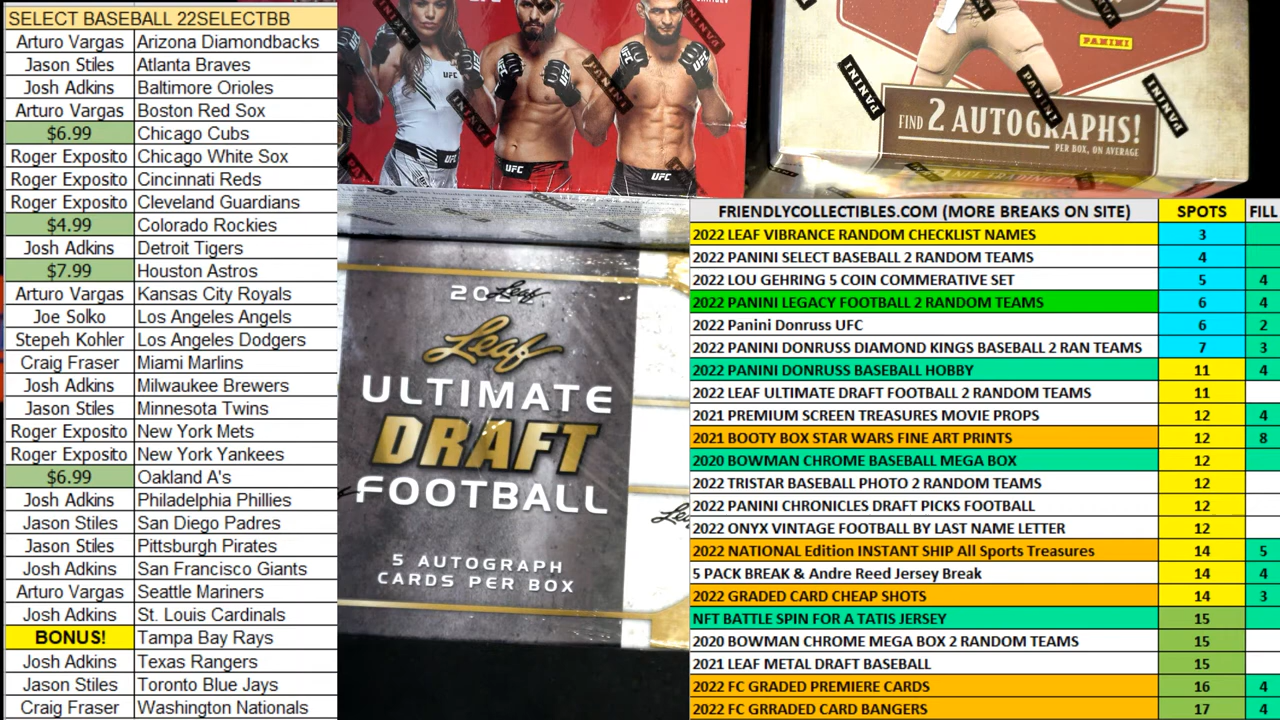 SELECT BASEBALL 22SELECTBB
Arturo Vargas Arizona Diamondbacks
Jason Stiles Atlanta Braves
Josh Adkins Baltimore Orioles
Arturo Vargas Boston Red Sox
$6.99 Chicago Cubs
Roger Exposito Chicago White Sox
Roger Exposito Cincinnati Reds
Roger Exposito Cleveland Guardians
$4.99 Colorado Rockies
Josh Adkins Detroit Tigers
$7.99 Houston Astros
Arturo Vargas Kansas City Royals
Joe Solko Los Angeles Angels
Stepeh Kohler Los Angeles Dodgers
Craig Fraser Miami Marlins
Josh Adkins Milwaukee Brewers
Jason Stiles Minnesota Twins
Roger Exposito New York Mets
Roger Exposito New York Yankees
$6.99 Oakland A's
Josh Adkins Philadelphia Phillies
Jason Stiles San Diego Padres
Jason Stiles Pittsburgh Pirates
Josh Adkins San Francisco Giants
Arturo Vargas Seattle Mariners
Josh Adkins St. Louis Cardinals
BONUS! Tampa Bay Rays
Josh Adkins Texas Rangers
Jason Stiles Toronto Blue Jays
Craig Fraser Washington Nationals
UFC
UFC
UFC
PANINI
PANINI
PANINI
PANINI
PANINI
PANINI
PANINI
FIND 2 AUTOGRAPHS!
PER BOX, ON AVERAGE
Leaf
Leaf
ULTIMATE
DRAFT
FOOTBALL
5 AUTOGRAPH
CARDS PER BOX
FRIENDLYCOLLECTIBLES.COM (MORE BREAKS ON SITE) SPOTS FILL
2022 LEAF VIBRANCE RANDOM CHECKLIST NAMES 3
2022 PANINI SELECT BASEBALL 2 RANDOM TEAMS 4
2022 LOU GEHRING 5 COIN COMMERATIVE SET 5 4
2022 PANINI LEGACY FOOTBALL 2 RANDOM TEAMS 6 4
2022 Panini Donruss UFC 6 2
2022 PANINI DONRUSS DIAMOND KINGS BASEBALL 2 RAN TEAMS 7 3
2022 PANINI DONRUSS BASEBALL HOBBY 11 4
2022 LEAF ULTIMATE DRAFT FOOTBALL 2 RANDOM TEAMS 11
2021 PREMIUM SCREEN TREASURES MOVIE PROPS 12 4
2021 BOOTY BOX STAR WARS FINE ART PRINTS 12 8
2020 BOWMAN CHROME BASEBALL MEGA BOX 12
2022 TRISTAR BASEBALL PHOTO 2 RANDOM TEAMS 12
2022 PANINI CHRONICLES DRAFT PICKS FOOTBALL 12
2022 ONYX VINTAGE FOOTBALL BY LAST NAME LETTER 12
2022 NATIONAL Edition INSTANT SHIP All Sports Treasures 14 5
5 PACK BREAK & Andre Reed Jersey Break 14 4
2022 GRADED CARD CHEAP SHOTS 14 3
NFT BATTLE SPIN FOR A TATIS JERSEY 15
2020 BOWMAN CHROME MEGA BOX 2 RANDOM TEAMS 15
2021 LEAF METAL DRAFT BASEBALL 15
2022 FC GRADED PREMIERE CARDS 16 4
2022 FC GRRADED CARD BANGERS 17 4